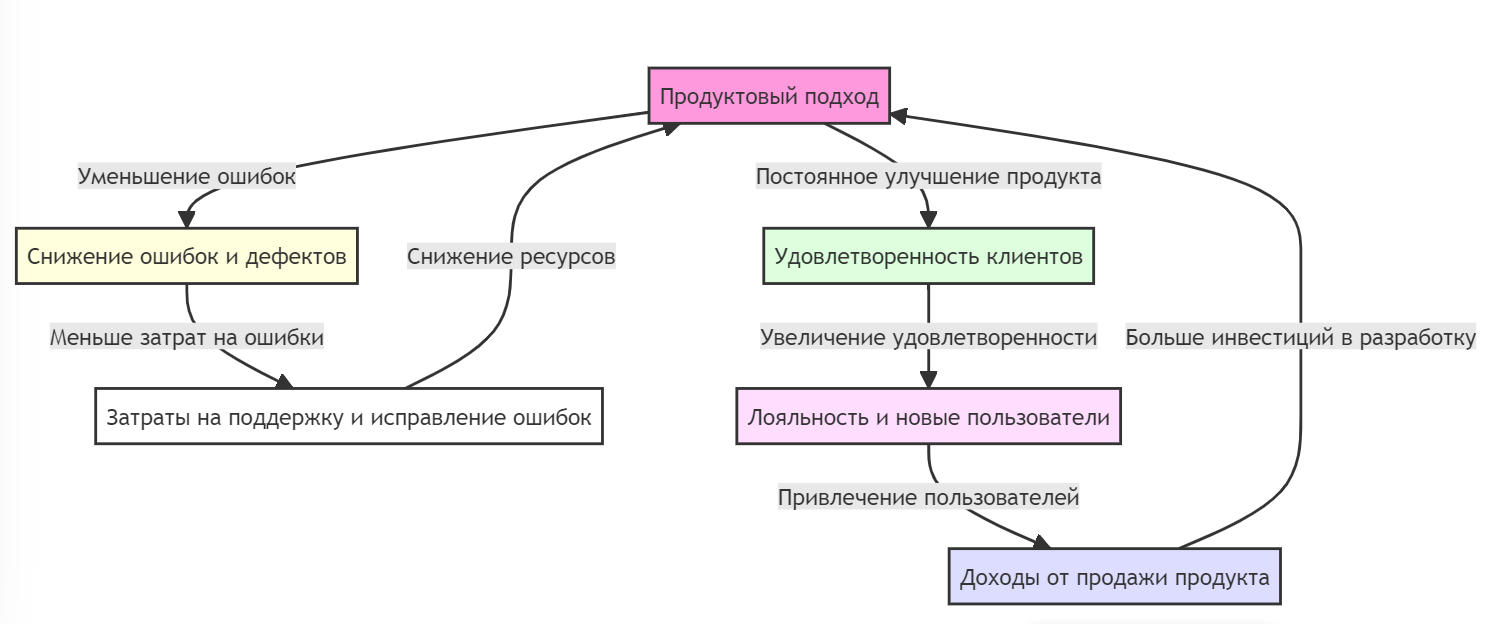 Продуктовый подход
Уменьшение ошибок
Постоянное улучшение продукта
Снижение ошибок и дефектов
Снижение ресурсов
Удовлетворенность клиентов
Меньше затрат на ошибки
Увеличение удовлетворенности
Больше инвестиций в разработку
Затраты на поддержку и исправление ошибок
Лояльность и новые пользователи
Привлечение пользователей
Доходы от продажи продукта